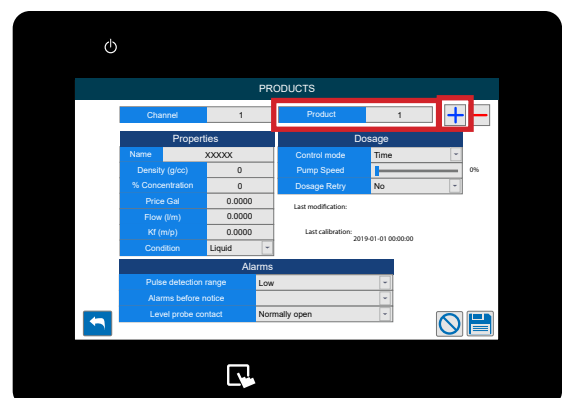 PRODUCTS
Channel 1 Product 1
Properties
Name XXXXX
Density (g/cc) 0
% Concentration 0
Price Gal 0.0000
Flow (l/m) 0.0000
Kf (m/p) 0.0000
Condition Liquid
Dosage
Control mode Time
Pump Speed 0%
Dosage Retry No
Last modification:
Last calibration:
2019-01-01 00:00:00
Alarms
Pulse detection range Low
Alarms before notice
Level probe contact Normally open